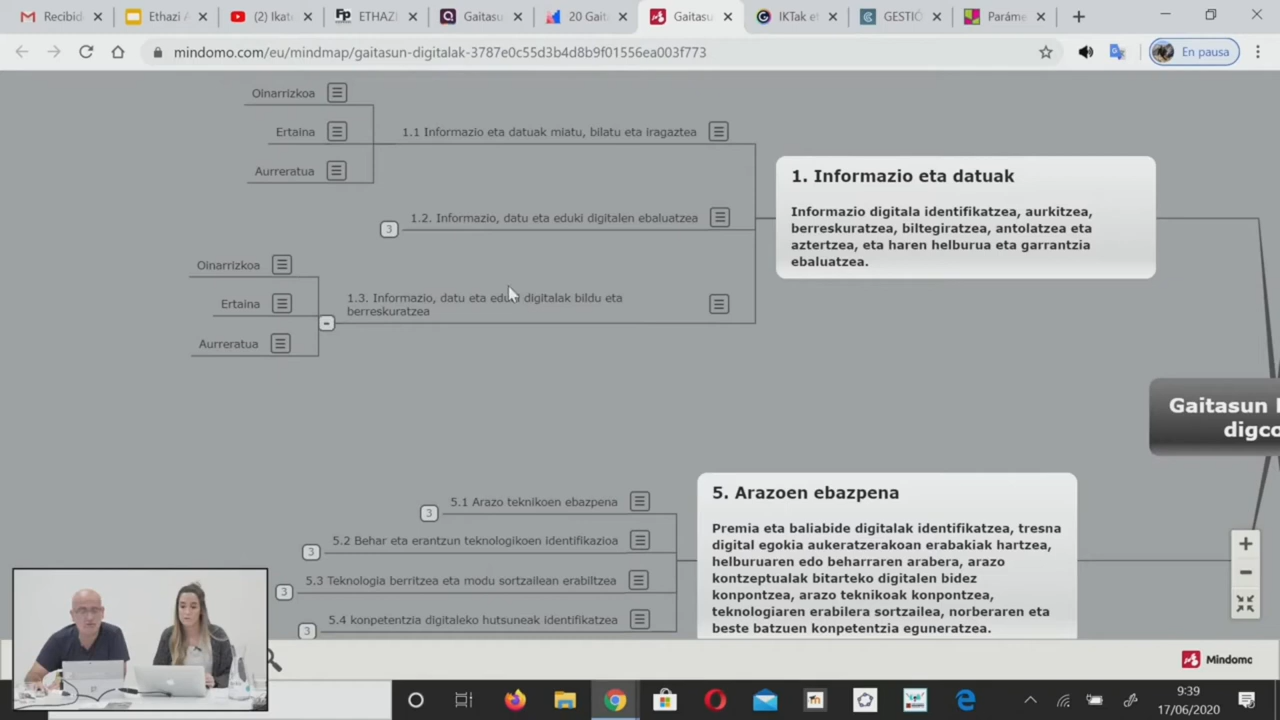 Recibid
Ethazi A
(2) Ikat
ETHAZI
Gaitasu
20 Gait
Gaitasu
IKTak et
GESTIÓ
Paráme
mindomo.com/eu/mindmap/gaitasun-digitalak-3787e0c55d3b4d8b9f01556ea003f773
En pausa
Oinarrizkoa
Ertaina
Aurreratua
1.1 Informazio eta datuak miatu, bilatu eta iragaztea
3
1.2. Informazio, datu eta eduki digitalen ebaluatzea
Oinarrizkoa
Ertaina
Aurreratua
1.3. Informazio, datu eta eduki digitalak bildu eta
berreskuratzea
1. Informazio eta datuak
Informazio digitala identifikatzea, aurkitzea,
berreskuratzea, biltegiratzea, antolatzea eta
aztertzea, eta haren helburua eta garrantzia
ebaluatzea.
Gaitasun
digco
3
5.1 Arazo teknikoen ebazpena
3
5.2 Behar eta erantzun teknologikoen identifikazioa
3
5.3 Teknologia berritzea eta modu sortzailean erabiltzea
3
5.4 konpetentzia digitaleko hutsuneak identifikatzea
5. Arazoen ebazpena
Premia eta baliabide digitalak identifikatzea, tresna
digital egokia aukeratzerakoan erabakiak hartzea,
helburuaren edo beharraren arabera, arazo
kontzeptualak bitarteko digitalen bidez
konpontzea, arazo teknikoak konpontzea,
teknologiaren erabilera sortzailea, norberaren eta
beste batzuen konpetentzia eguneratzea.
Mindomo
9:39
17/06/2020